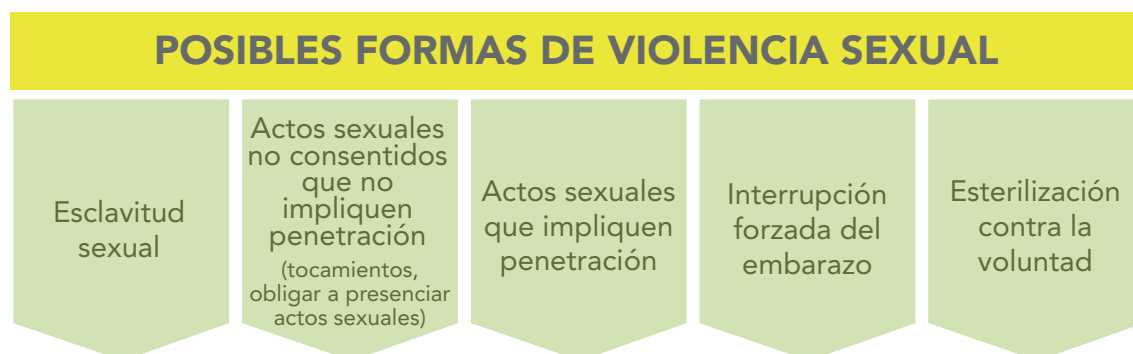 POSIBLES FORMAS DE VIOLENCIA SEXUAL
Esclavitud
sexual
Actos sexuales
no consentidos
que no
impliquen
penetración
(tocamientos,
obligar a presenciar
actos sexuales)
Actos sexuales
que impliquen
penetración
Interrupción
forzada del
embarazo
Esterilización
contra la
voluntad